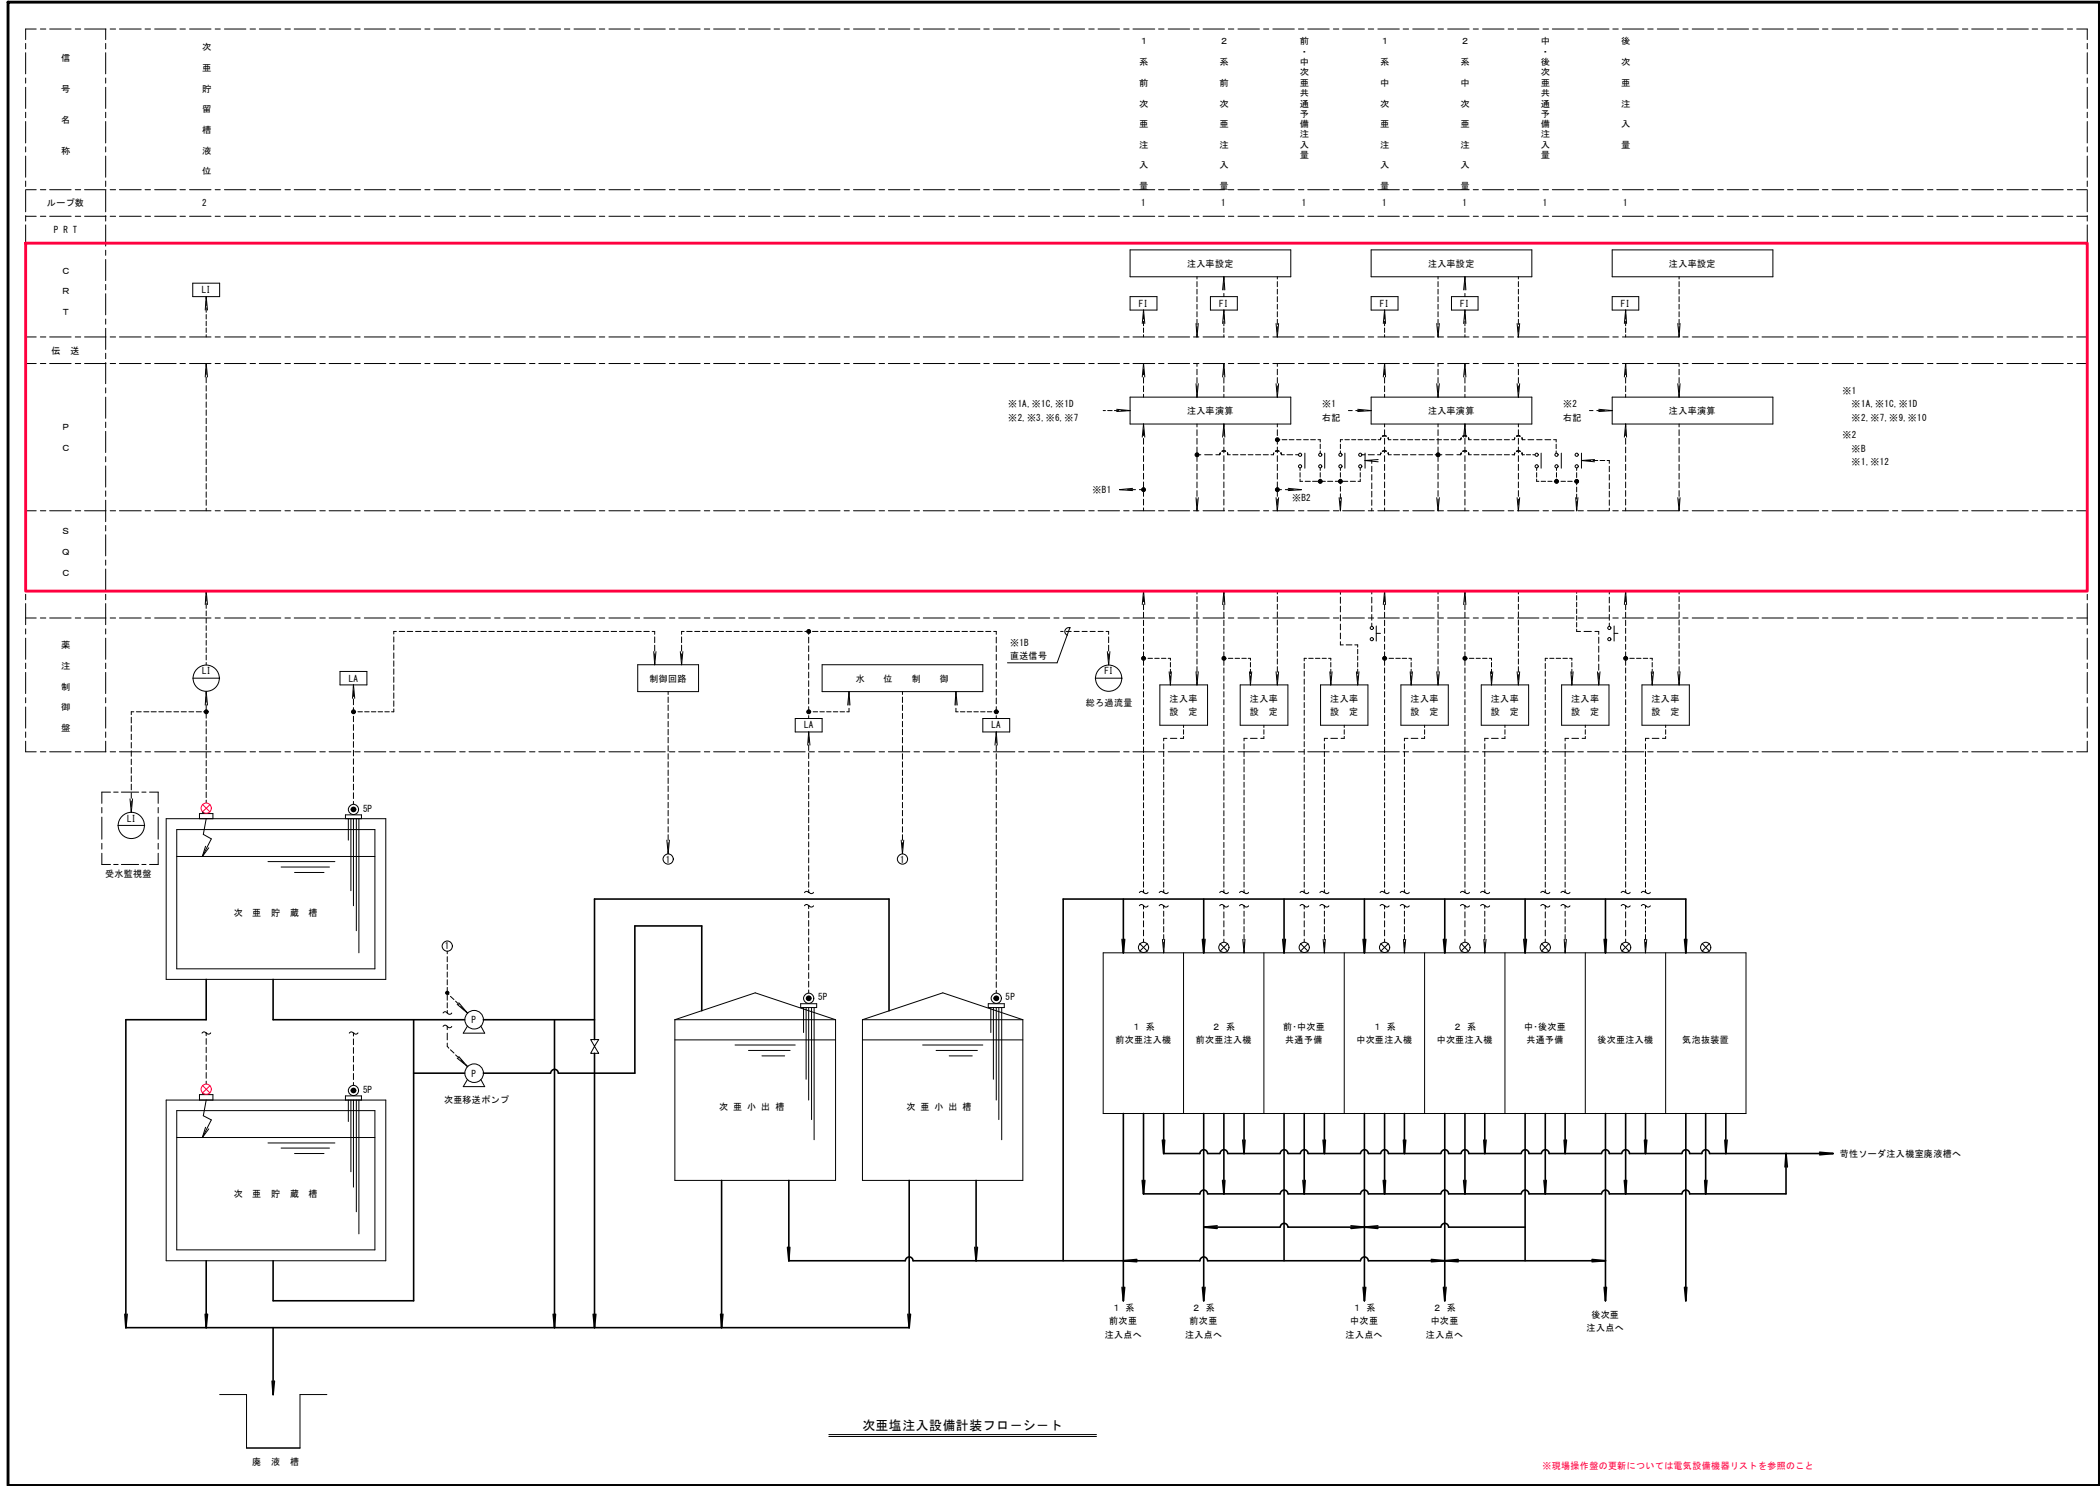 信号名称
次亜貯留槽液位
1系前次亜注入量
2系前次亜注入量
前・中次亜共通予備注入量
1系中次亜注入量
2系中次亜注入量
中・後次亜共通予備注入量
後次亜注入量
ループ数
2
1
1
1
1
1
1
1
PRT
CRT
注入率設定
注入率設定
注入率設定
LI
FI
FI
FI
FI
FI
伝送
PC
※1A,※1C,※1D
※2,※3,※6,※7
注入率演算
※1
右記
注入率演算
※2
右記
注入率演算
※1
※1A,※1C,※1D
※2,※7,※9,※10
※2
※B
※1,※12
※B1
※B2
SQC
薬注制御盤
LI
LA
制御回路
水位制御
LA
LA
※1B
直送信号
FI
総ろ過流量
注入率
設定
注入率
設定
注入率
設定
注入率
設定
注入率
設定
注入率
設定
注入率
設定
LI
受水監視盤
5P
次亜貯蔵槽
1
1
1
5P
次亜貯蔵槽
P
P
次亜移送ポンプ
5P
次亜小出槽
5P
次亜小出槽
1系
前次亜注入機
2系
前次亜注入機
前・中次亜
共通予備
1系
中次亜注入機
2系
中次亜注入機
中・後次亜
共通予備
後次亜注入機
気泡抜装置
苛性ソーダ注入機室廃液槽へ
1系
前次亜
注入点へ
2系
前次亜
注入点へ
1系
中次亜
注入点へ
2系
中次亜
注入点へ
後次亜
注入点へ
廃液槽
次亜塩注入設備計装フローシート
※現場操作盤の更新については電気設備機器リストを参照のこと